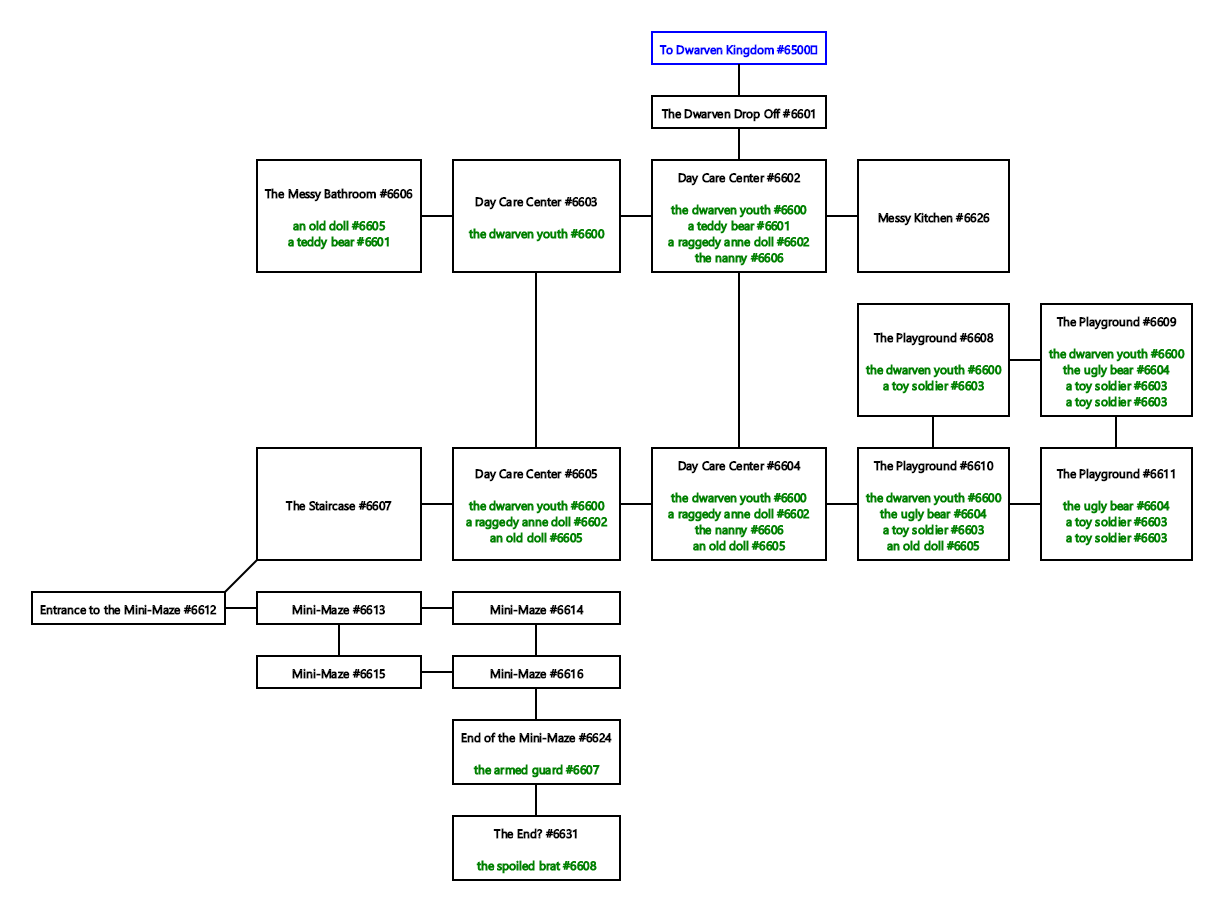 To Dwarven Kingdom #6500
The Dwarven Drop Off #6601
The Messy Bathroom #6606
an old doll #6605
a teddy bear #6601
Day Care Center #6603
the dwarven youth #6600
Day Care Center #6602
the dwarven youth #6600
a teddy bear #6601
a raggedy anne doll #6602
the nanny #6606
Messy Kitchen #6626
The Playground #6608
the dwarven youth #6600
a toy soldier #6603
The Playground #6609
the dwarven youth #6600
the ugly bear #6604
a toy soldier #6603
a toy soldier #6603
The Staircase #6607
Day Care Center #6605
the dwarven youth #6600
a raggedy anne doll #6602
an old doll #6605
Day Care Center #6604
the dwarven youth #6600
a raggedy anne doll #6602
the nanny #6606
an old doll #6605
The Playground #6610
the dwarven youth #6600
the ugly bear #6604
a toy soldier #6603
an old doll #6605
The Playground #6611
the ugly bear #6604
a toy soldier #6603
a toy soldier #6603
Entrance to the Mini-Maze #6612
Mini-Maze #6613
Mini-Maze #6614
Mini-Maze #6615
Mini-Maze #6616
End of the Mini-Maze #6624
the armed guard #6607
The End? #6631
the spoiled brat #6608